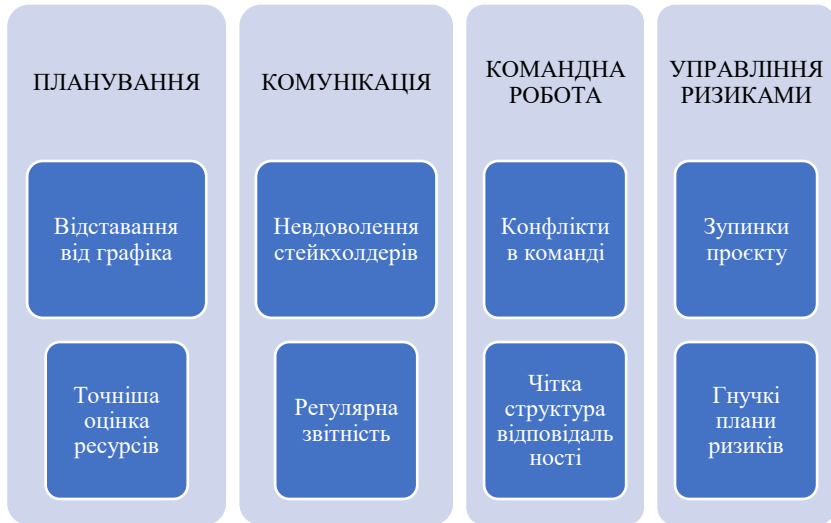 ПЛАНУВАННЯ
Відставання
від графіка
Точніша
оцінка
ресурсів
КОМУНІКАЦІЯ
Невдоволення
стейкхолдерів
Регулярна
звітність
КОМАНДНА
РОБОТА
Конфлікти
в команді
Чітка
структура
відповідаль
ності
УПРАВЛІННЯ
РИЗИКАМИ
Зупинки
проєкту
Гнучкі
плани
ризиків